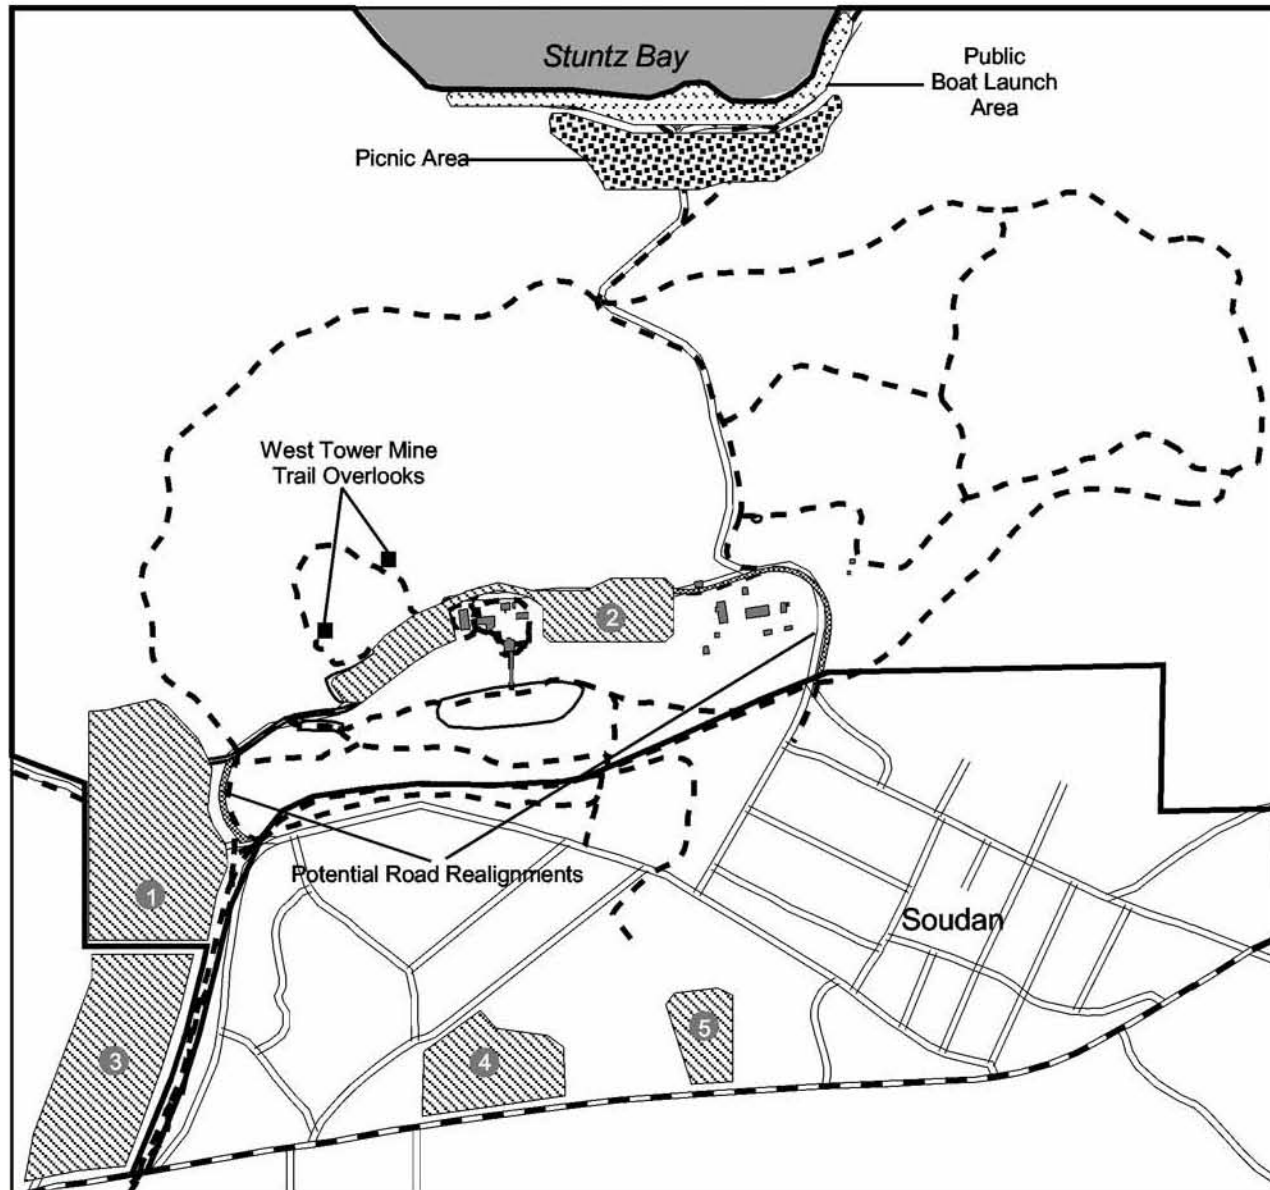 Stuntz Bay
Public
Boat Launch
Area
Picnic Area
West Tower Mine
Trail Overlooks
2
1
Potential Road Realignments
Soudan
3
4
5